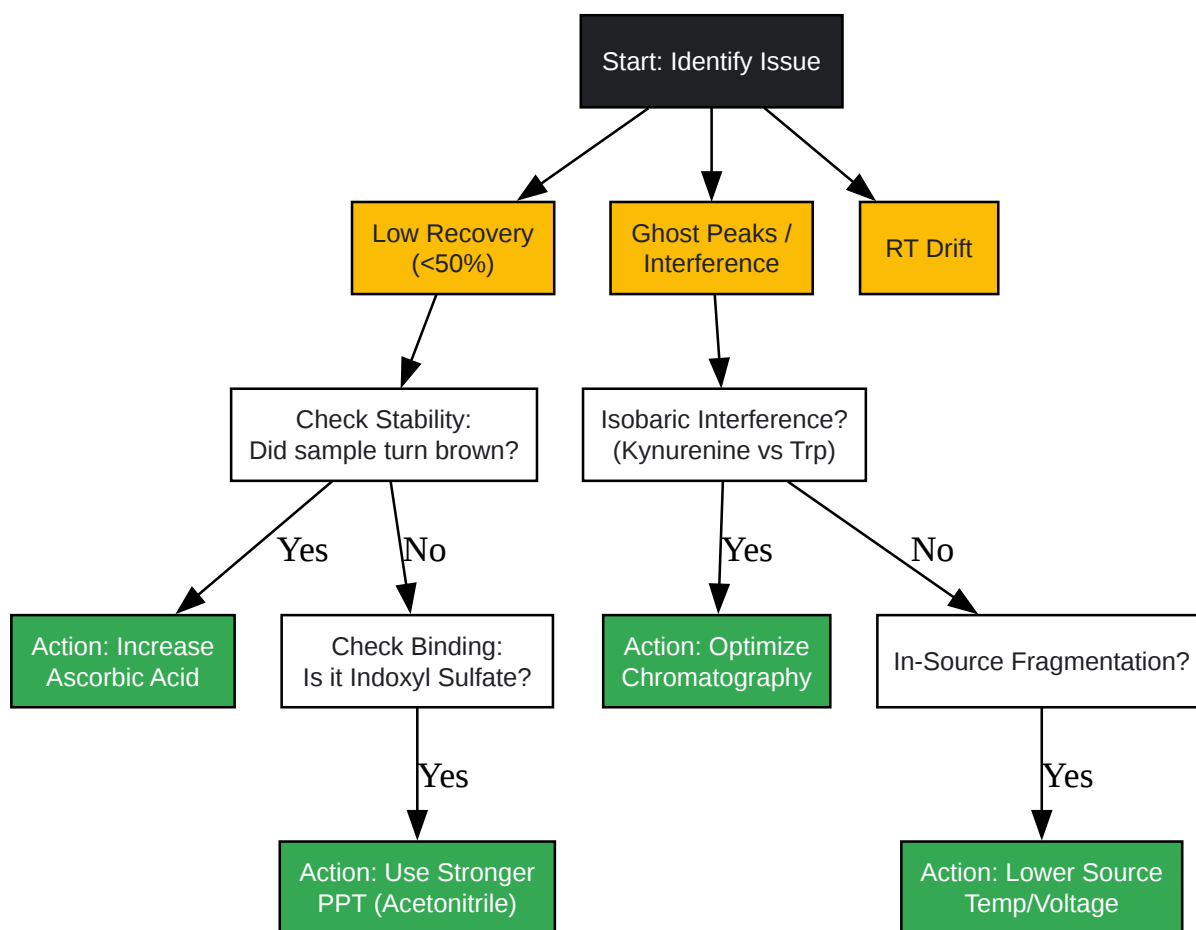 Start: Identify Issue
Low Recovery
(<50%)
Ghost Peaks /
Interference
RT Drift
Check Stability:
Did sample turn brown?
Isobaric Interference?
(Kynurenine vs Trp)
Yes
No
Yes
No
Action: Increase
Ascorbic Acid
Check Binding:
Is it Indoxyl Sulfate?
Action: Optimize
Chromatography
In-Source Fragmentation?
Yes
Yes
Action: Use Stronger
PPT (Acetonitrile)
Action: Lower Source
Temp/Voltage